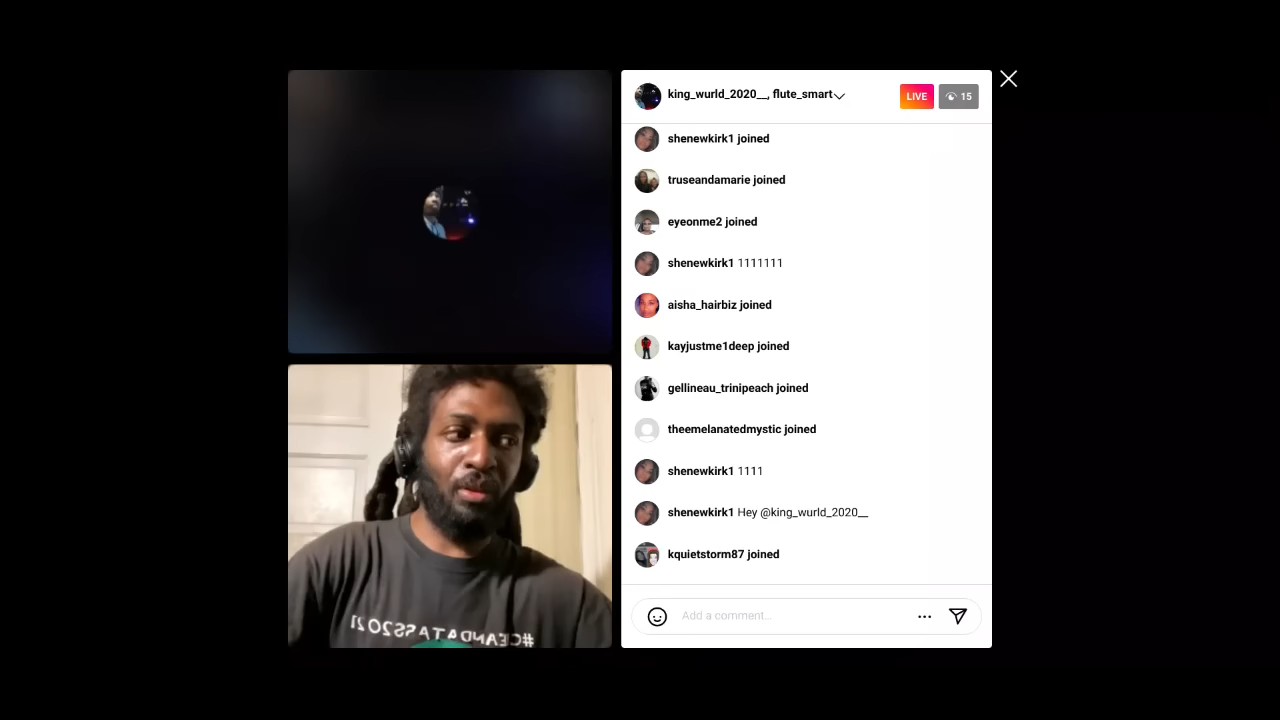 king_wurld_2020__, flute_smart
LIVE
15
shenewkirk1 joined
truseandamarie joined
eyeonme2 joined
shenewkirk1 1111111
aisha_hairbiz joined
kayjustme1deep joined
gellineau_trinipeach joined
theemelanatedmystic joined
shenewkirk1 1111
shenewkirk1 Hey @king_wurld_2020__
kquietstorm87 joined
Add a comment...